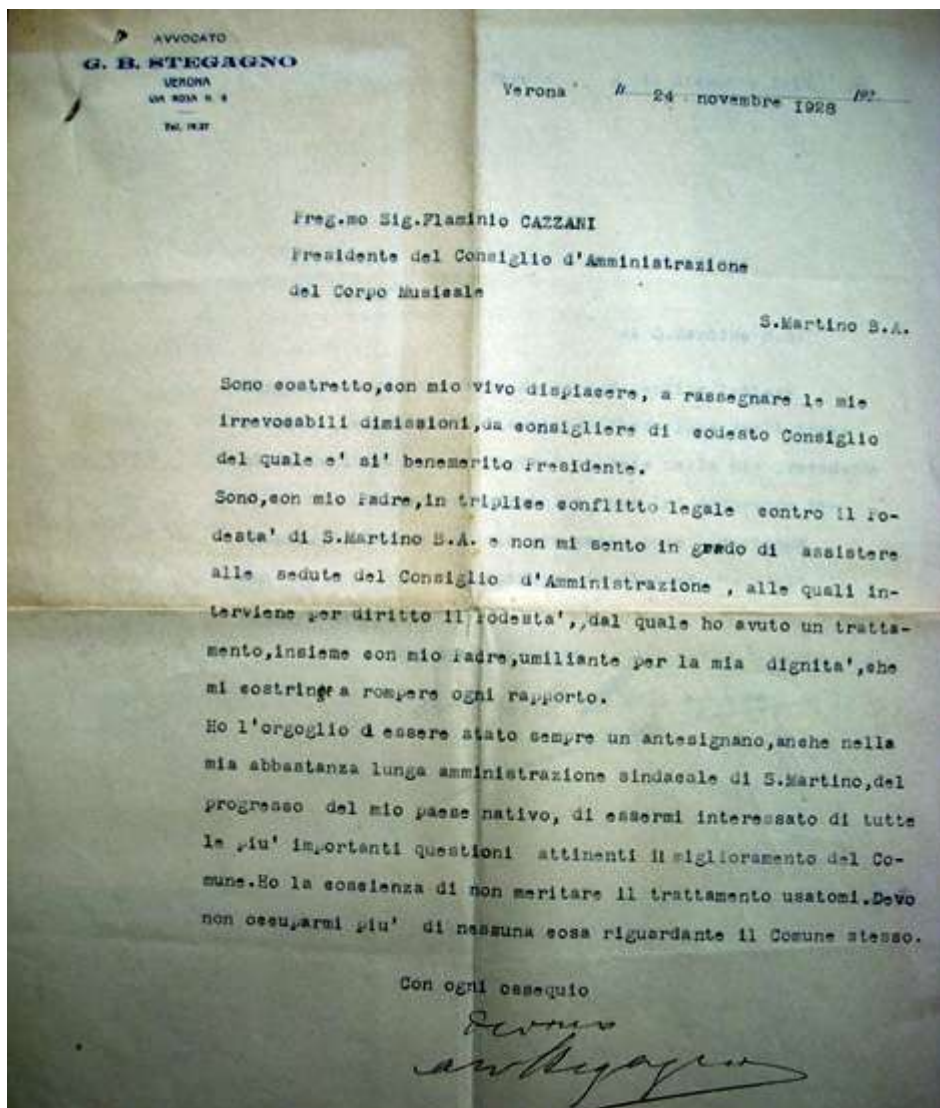 AVVOCATO
G. B. STEGAGNO
VERONA
VIA ROSA N. 6
Verona li 24 novembre 1928 192
Preg.mo Sig.Flaminio CAZZANI
Presidente del Consiglio d'Amministrazione
del Corpo Musicale
S.Martino B.A.
Sono costretto,con mio vivo dispiacere, a rassegnare le mie
irrevocabili dimissioni,da consigliere di codesto Consiglio
del quale e' si' benemerito Presidente.
Sono,con mio Padre,in triplice conflitto legale contro il Po-
desta' di S.Martino B.A. e non mi sento in grado di assistere
alle sedute del Consiglio d'Amministrazione , alle quali in-
terviene per diritto il Podesta',,dal quale ho avuto un tratta-
mento,insieme con mio Padre,umiliante per la mia dignita',che
mi costringe a rompere ogni rapporto.
Ho l'orgoglio d essere stato sempre un antesignano,anche nella
mia abbastanza lunga amministrazione sindacale di S.Martino,del
progresso del mio paese nativo, di essermi interessato di tutte
le piu' importanti questioni attinenti il miglioramento del Co-
mune.Ho la coscienza di non meritare il trattamento usatomi.Devo
non occuparmi piu' di nessuna cosa riguardante il Comune stesso.
Con ogni ossequio
Stegagno